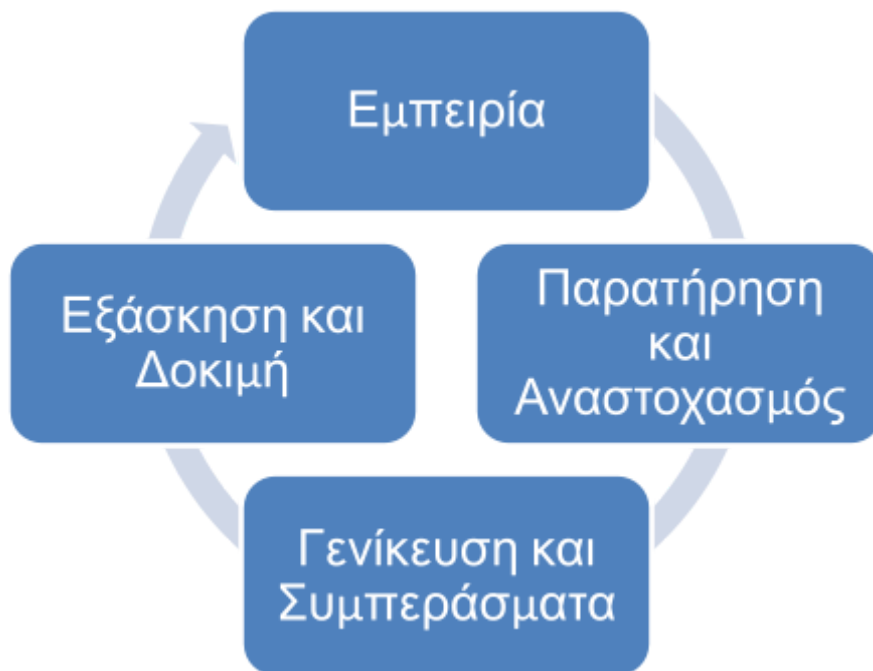 Εμπειρία
Παρατήρηση
και
Αναστοχασμός
Γενίκευση και
Συμπεράσματα
Εξάσκηση και
Δοκιμή